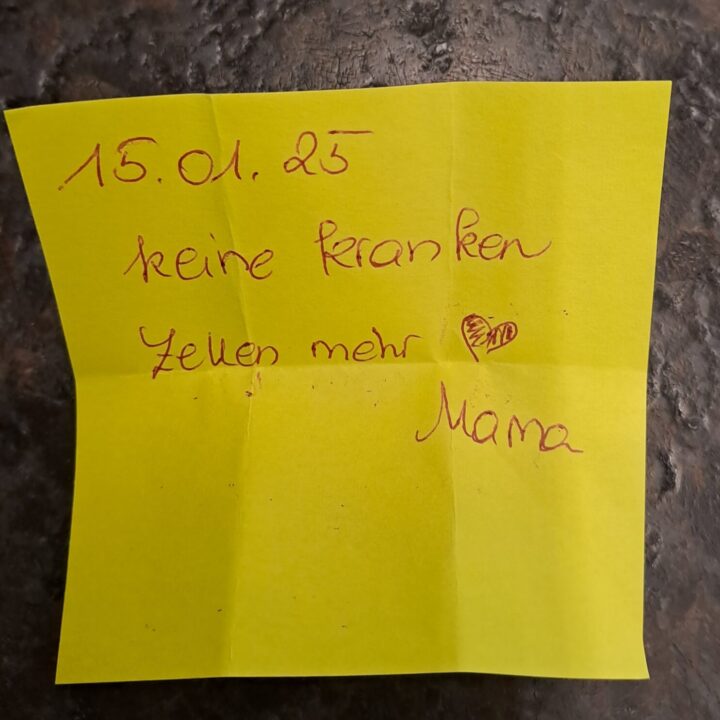 15.01.25
keine kranken
Zellen mehr
Mama